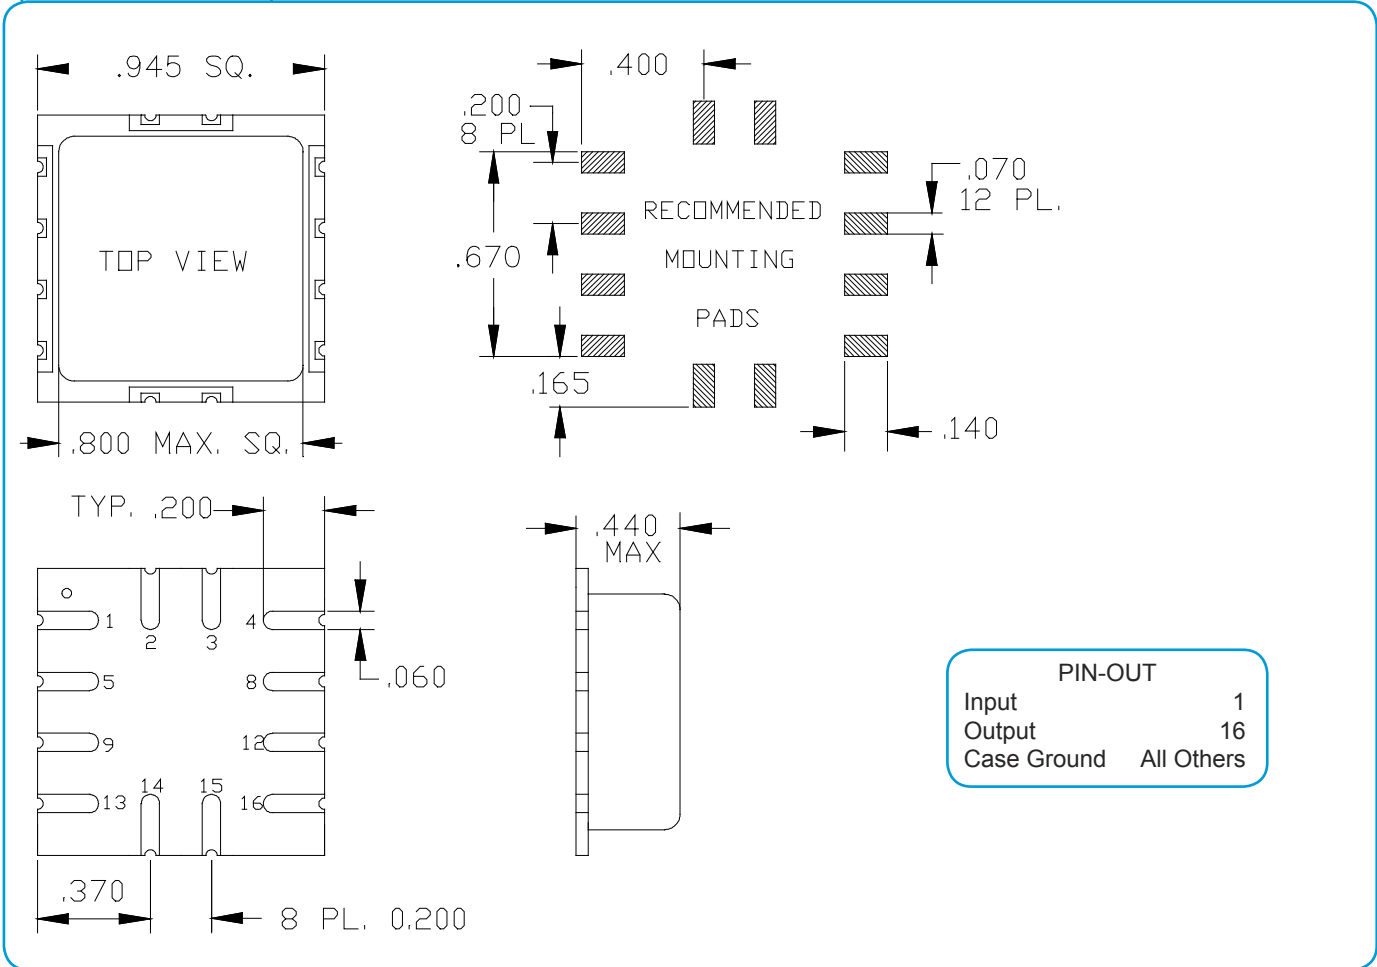 .945 SQ.
TOP VIEW
.800 MAX. SQ.
.400
.200
8 PL
.670
.165
RECOMMENDED
MOUNTING
PADS
.070
12 PL.
.140
TYP. .200
1
2
3
4
5
8
9
12
13
14
15
16
.060
.370
8 PL. 0.200
.440
MAX
PIN-OUT
Input 1
Output 16
Case Ground All Others